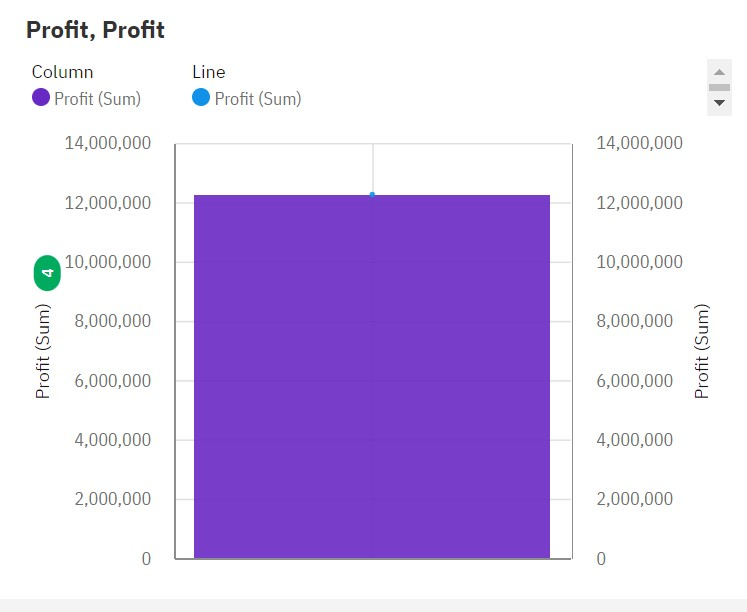 Profit, Profit
Column Line
Profit (Sum) Profit (Sum)
14,000,000 14,000,000
12,000,000 12,000,000
10,000,000 10,000,000
8,000,000 8,000,000
6,000,000 6,000,000
4,000,000 4,000,000
2,000,000 2,000,000
0 0
Profit (Sum)
4
Profit (Sum)